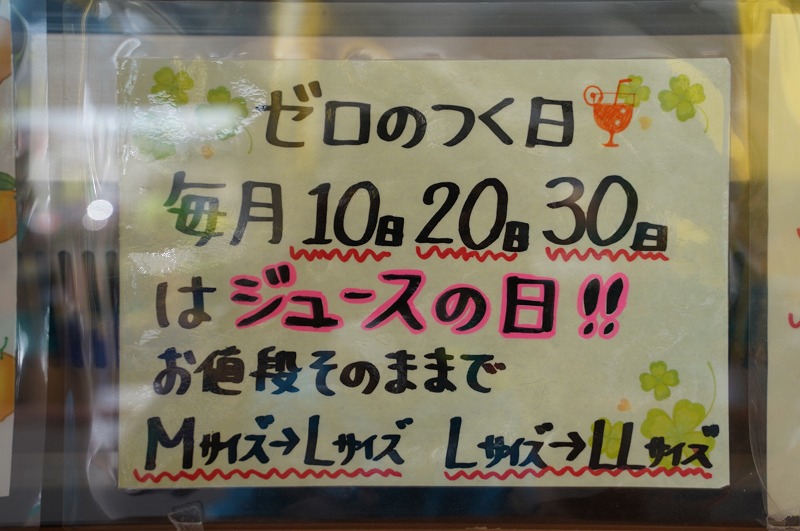 ゼロのつく日
毎月10日20日30日
はジュースの日!!
お値段そのままで
Mサイズ→Lサイズ Lサイズ→LLサイズ